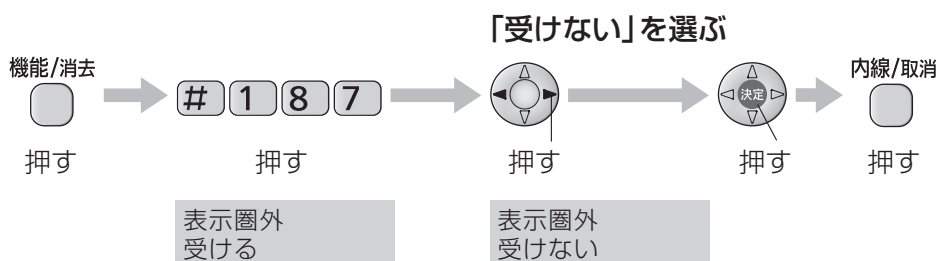 「受けない」を選ぶ
機能/消去
# 1 8 7
決定
内線/取消
押す
押す
押す
押す
押す
表示圏外
受ける
表示圏外
受けない